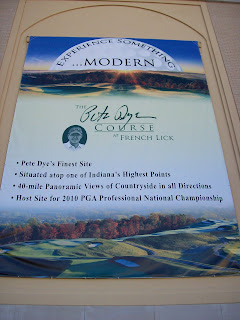 EXPERIENCE SOMETHING
...MODERN
THE
Pete Dye
COURSE
AT FRENCH LICK
• Pete Dye's Finest Site
• Situated atop one of Indiana's Highest Points
• 40-mile Panoramic Views of Countryside in all Directions
• Host Site for 2010 PGA Professional National Championship